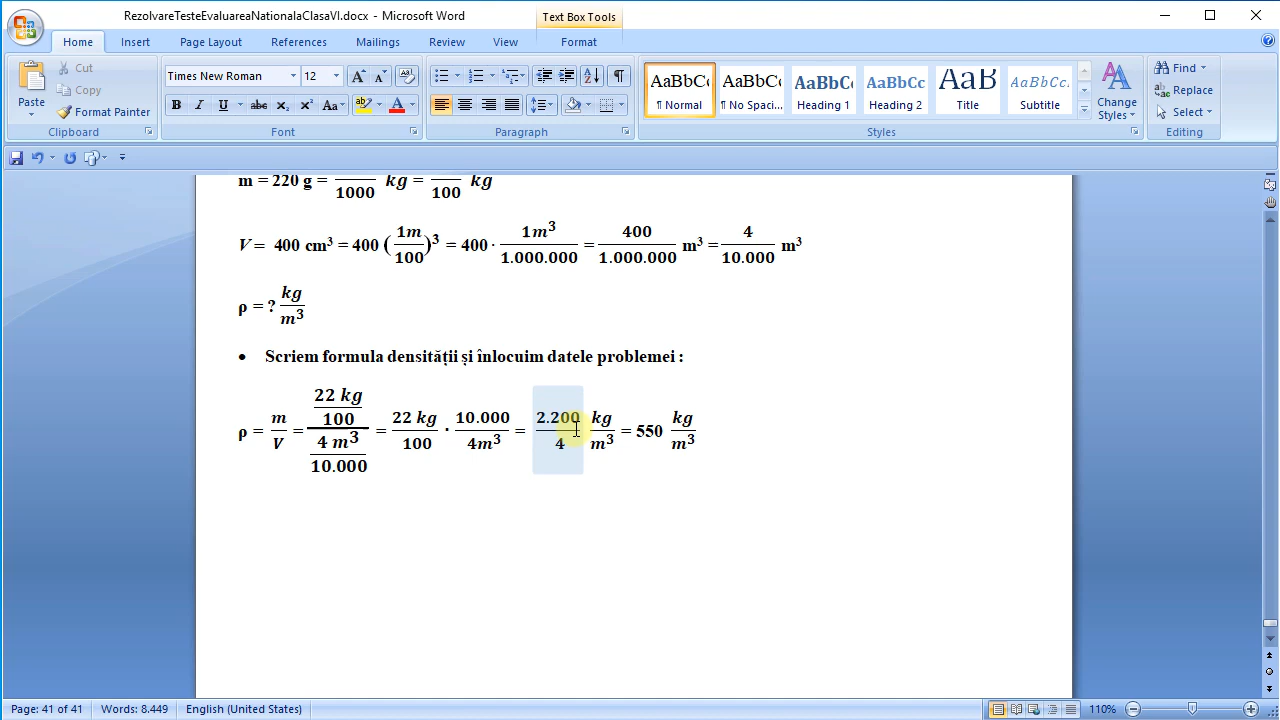 RezolvareTesteEvaluareaNationalaClasaVI.docx - Microsoft Word
Text Box Tools
Home Insert Page Layout References Mailings Review View Format
Paste
Cut
Copy
Format Painter
Clipboard
Times New Roman 12
Font
Paragraph
AaBbCc AaBbCc AaBbCc AaBbCc AaB AaBbCc
¶ Normal ¶ No Spaci... Heading 1 Heading 2 Title Subtitle
Change Styles
Styles
Find
Replace
Select
Editing
m = 220 g = /1000 kg = /100 kg
V = 400 cm³ = 400 (1m/100)³ = 400 · 1m³/1.000.000 = 400/1.000.000 m³ = 4/10.000 m³
ρ = ? kg/m³
• Scriem formula densității și înlocuim datele problemei :
ρ = m/V = (22 kg/100)/(4 m³/10.000) = 22 kg/100 · 10.000/4m³ = 2.200/4 kg/m³ = 550 kg/m³
Page: 41 of 41 Words: 8.449 English (United States) 110%